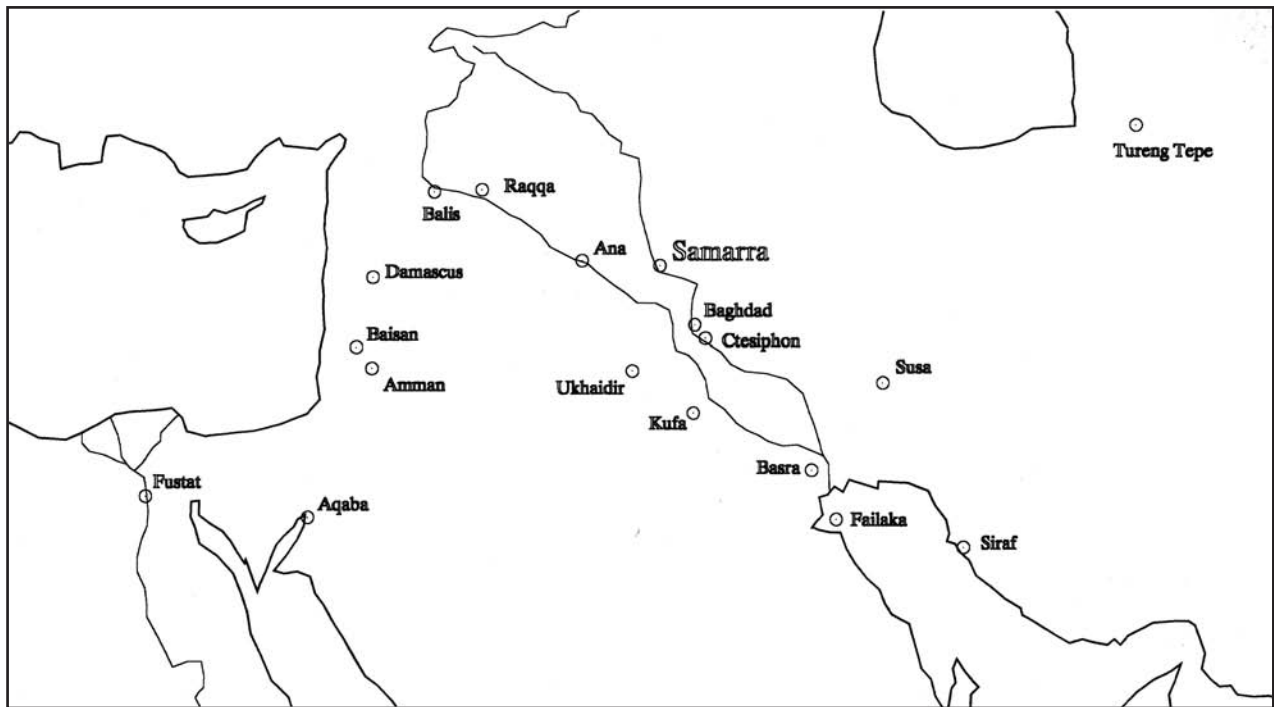 Tureng Tepe
Raqqa
Balis
Ana
Samarra
Damascus
Baghdad
Baisan
Ctesiphon
Susa
Amman
Ukhaidir
Kufa
Basra
Fustat
Aqaba
Failaka
Siraf